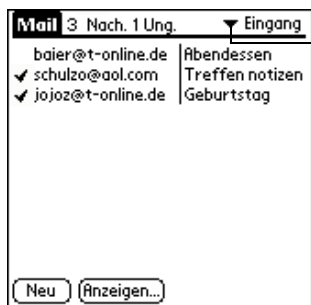 Mail 3 Nach. 1 Ung. Eingang
baier@t-online.de Abendessen
schulzo@aol.com Treffen notizen
jojoz@t-online.de Geburtstag
Neu Anzeigen...